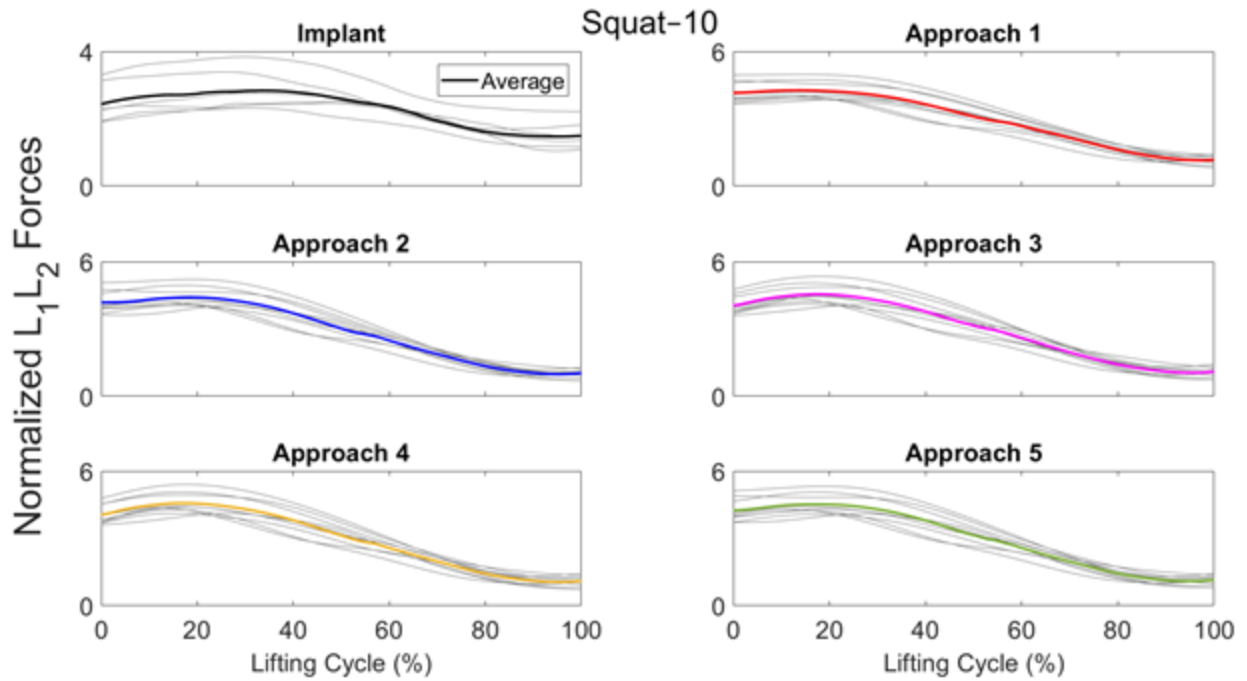 Squat-10
Implant
Approach 1
4
0
Average
6
0
Normalized L1L2 Forces
Approach 2
Approach 3
6
0
6
0
Approach 4
Approach 5
6
0
6
0
0 20 40 60 80 100
0 20 40 60 80 100
Lifting Cycle (%)
Lifting Cycle (%)